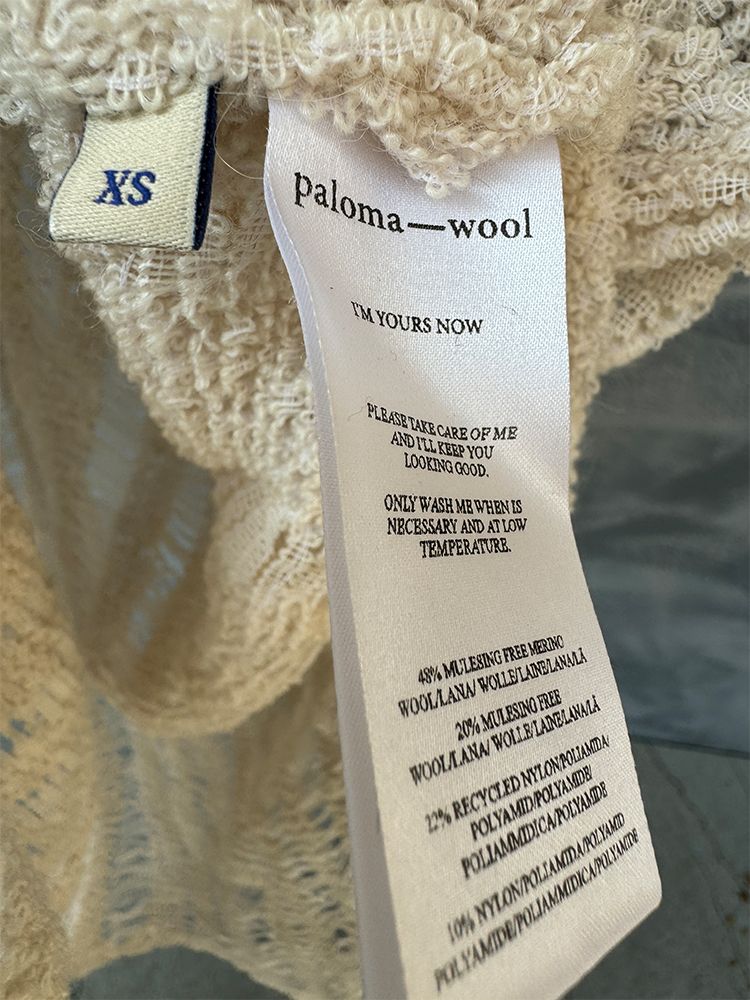 XS
paloma—wool
I'M YOURS NOW
PLEASE TAKE CARE OF ME
AND I'LL KEEP YOU
LOOKING GOOD.
ONLY WASH ME WHEN IS
NECESSARY AND AT LOW
TEMPERATURE.
48% MULESING FREE MERINO
WOOL/LANA/ WOLLE/LAINE/LANA/LÃ
20% MULESING FREE
WOOL/LANA/ WOLLE/LAINE/LANA/LÃ
22% RECYCLED NYLON/POLIAMIDA/
POLYAMID/POLYAMIDE/
POLIAMMIDICA/POLYAMIDE
10% NYLON/POLIAMIDA/POLYAMID
POLYAMIDE/POLIAMMIDICA/POLYAMIDE